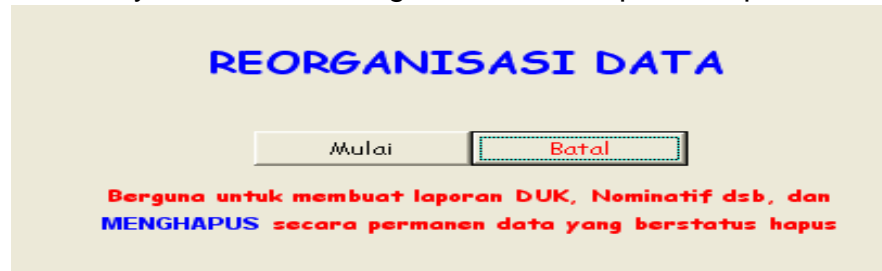 REORGANISASI DATA
Mulai Batal
Berguna untuk membuat laporan DUK, Nominatif dsb, dan
MENGHAPUS secara permanen data yang berstatus hapus